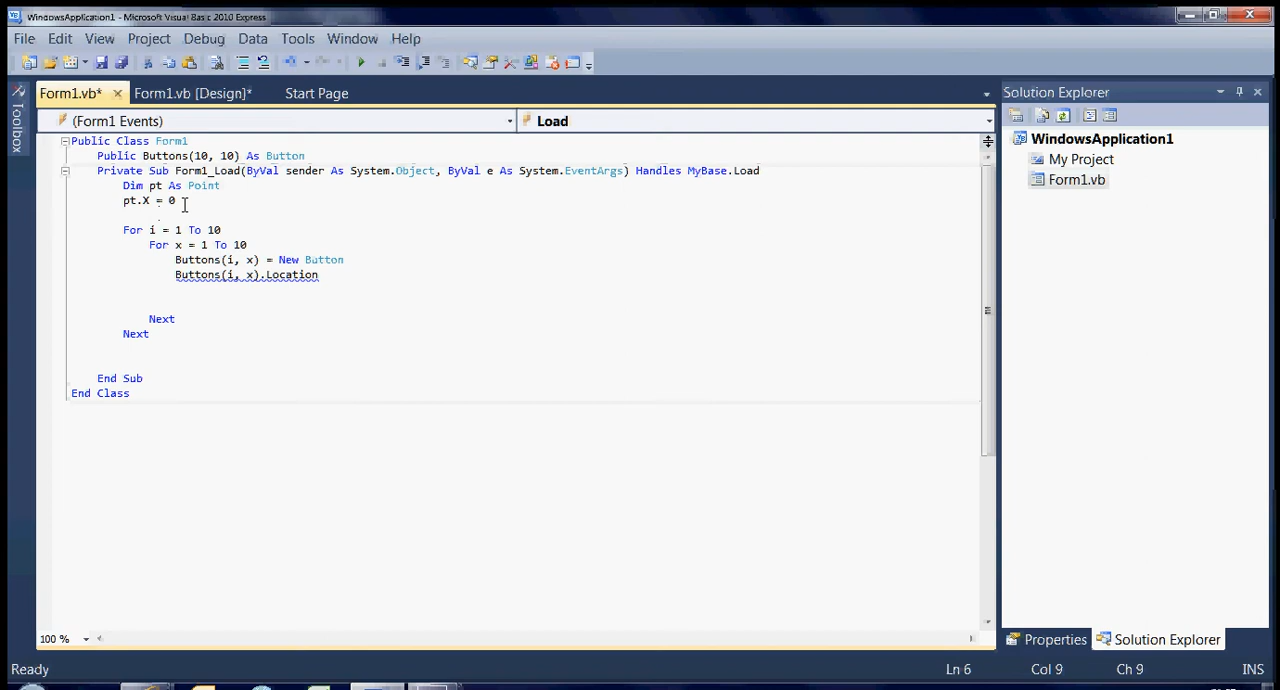 WindowsApplication1 - Microsoft Visual Basic 2010 Express
File Edit View Project Debug Data Tools Window Help
Form1.vb* Form1.vb [Design]* Start Page
(Form1 Events) Load
Public Class Form1
Public Buttons(10, 10) As Button
Private Sub Form1_Load(ByVal sender As System.Object, ByVal e As System.EventArgs) Handles MyBase.Load
Dim pt As Point
pt.X = 0
For i = 1 To 10
For x = 1 To 10
Buttons(i, x) = New Button
Buttons(i, x).Location
Next
Next
End Sub
End Class
100 %
Toolbox
Solution Explorer
WindowsApplication1
My Project
Form1.vb
Properties Solution Explorer
Ready Ln 6 Col 9 Ch 9 INS